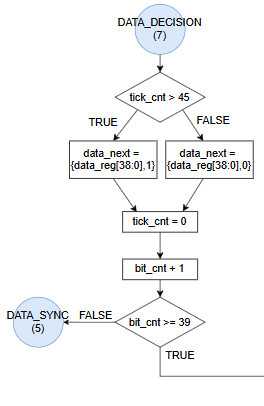 DATA_DECISION
(7)
tick_cnt > 45
TRUE
FALSE
data_next =
{data_reg[38:0],1}
data_next =
{data_reg[38:0],0}
tick_cnt = 0
bit_cnt + 1
DATA_SYNC
(5)
FALSE
bit_cnt >= 39
TRUE